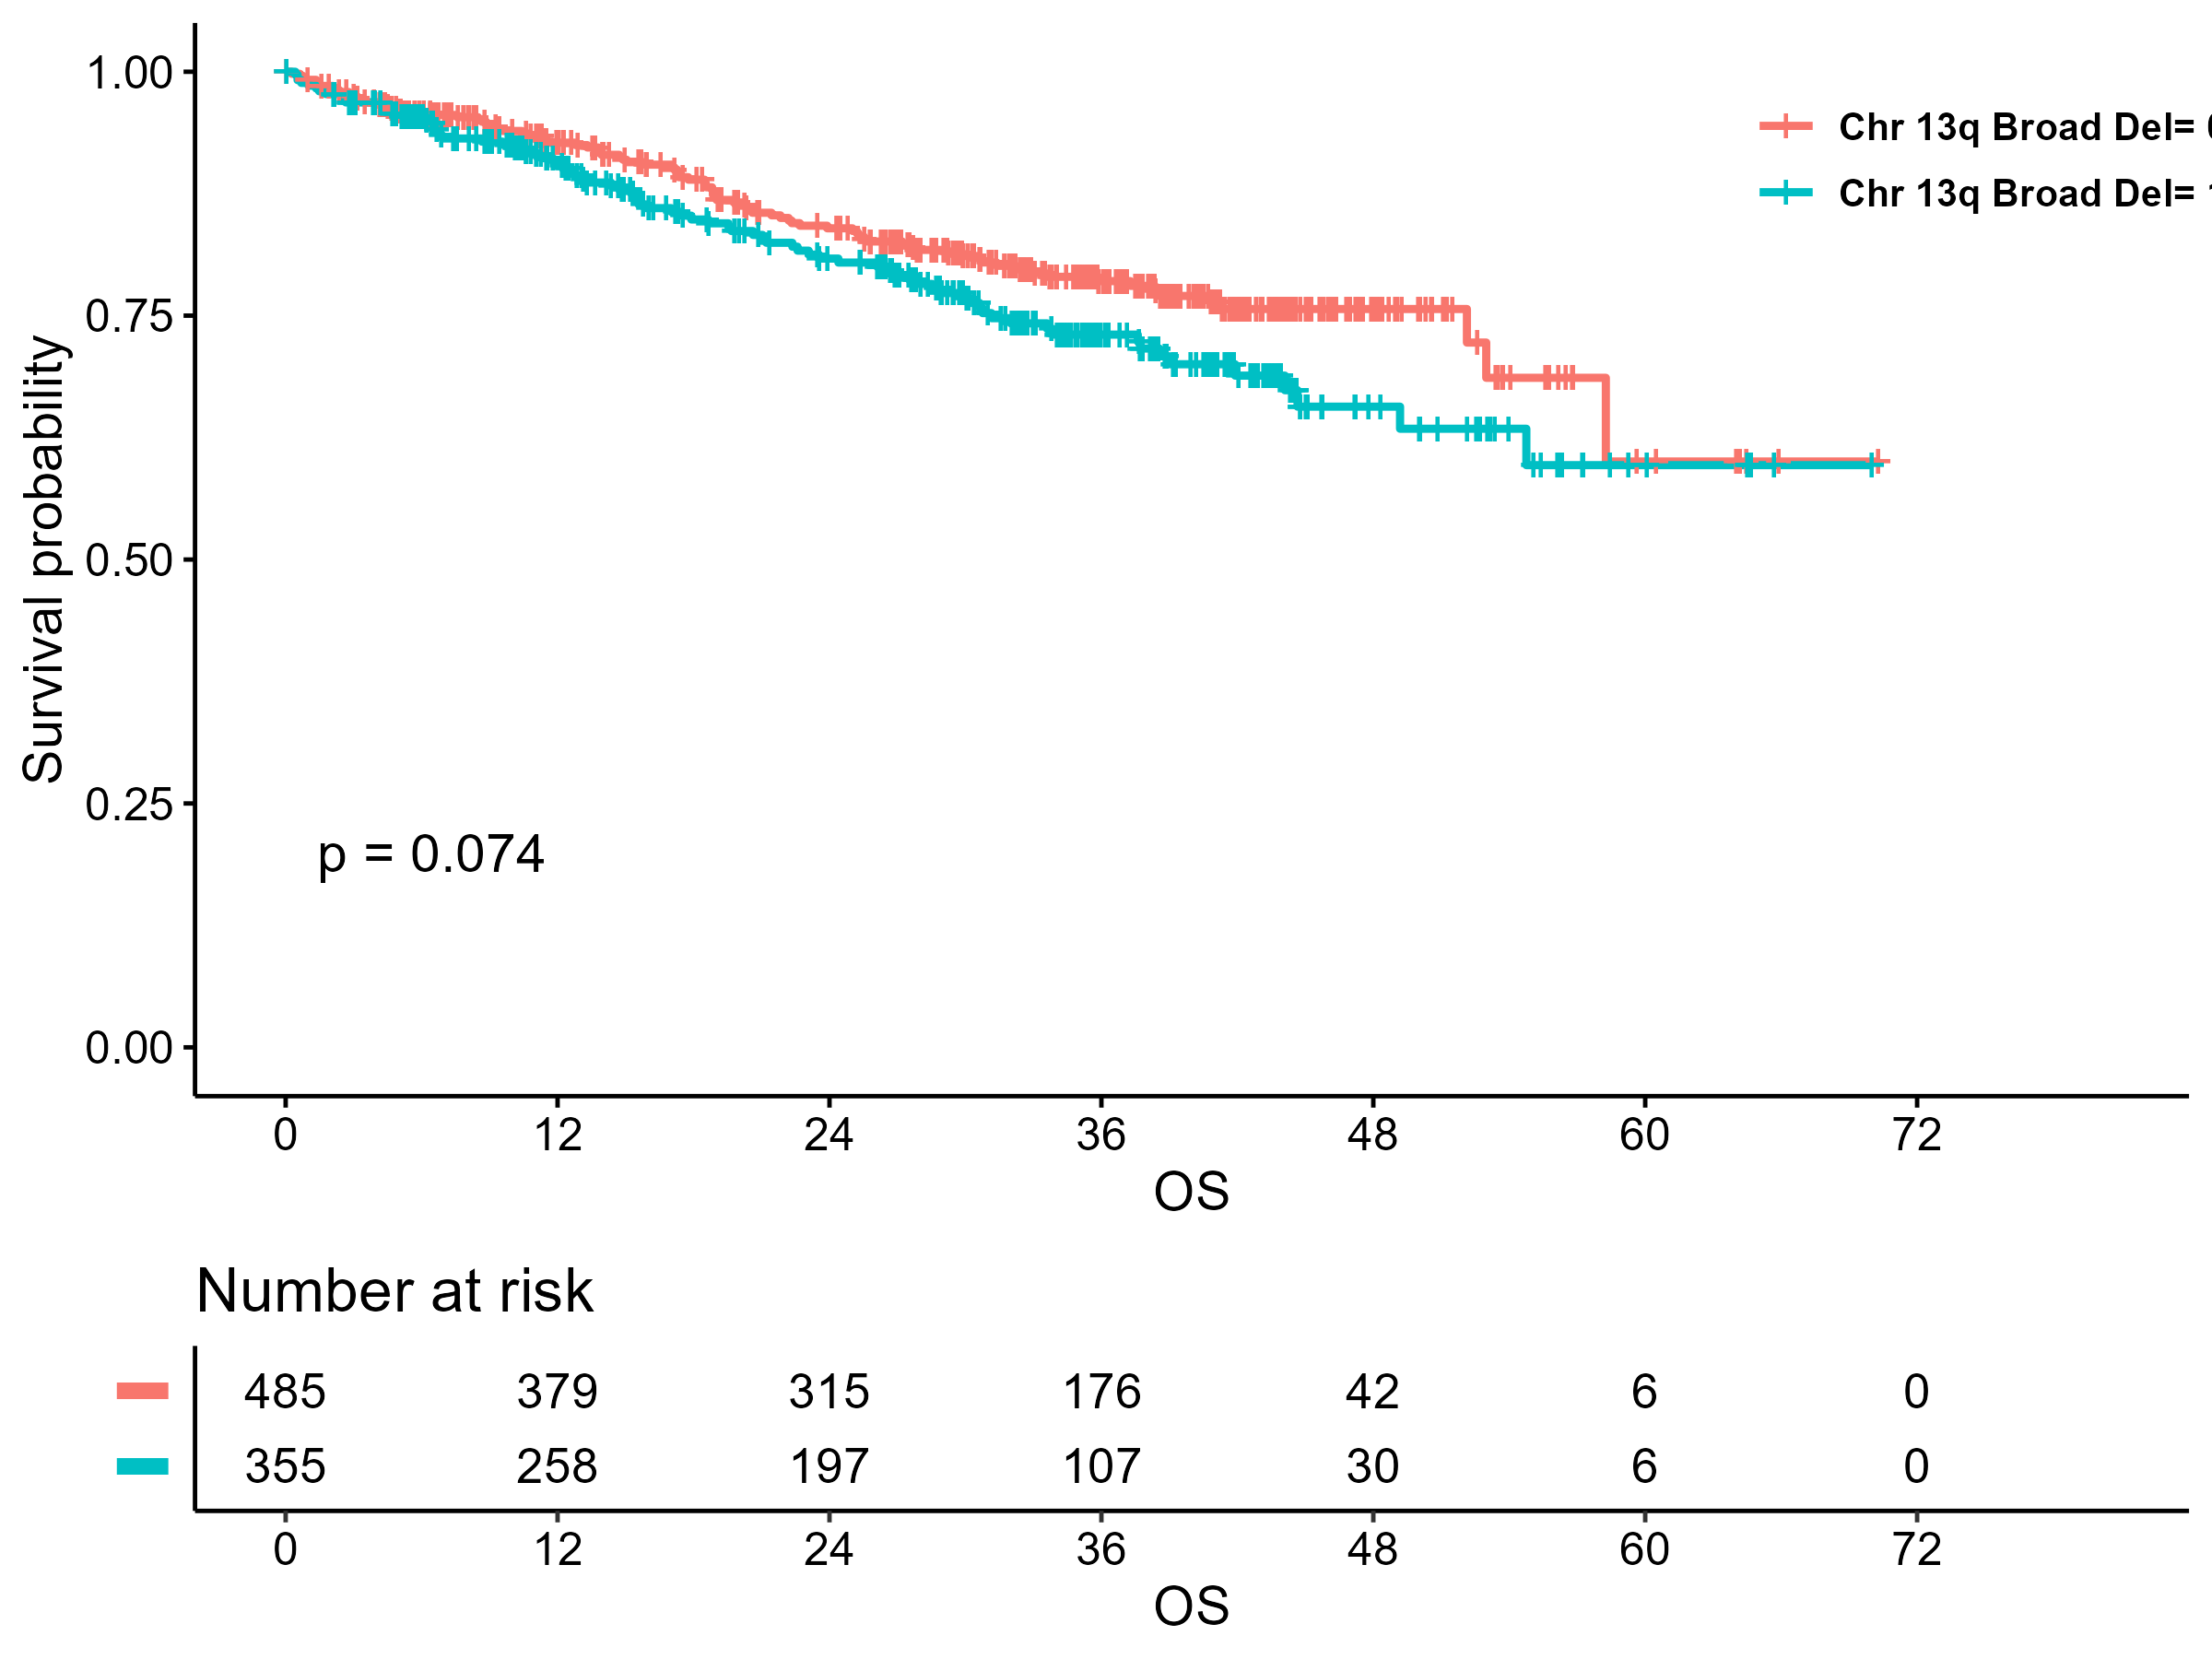 1.00
0.75
0.50
0.25
0.00
Survival probability
Chr 13q Broad Del=
Chr 13q Broad Del=
p = 0.074
0 12 24 36 48 60 72
OS
Number at risk
485 379 315 176 42 6 0
355 258 197 107 30 6 0
0 12 24 36 48 60 72
OS